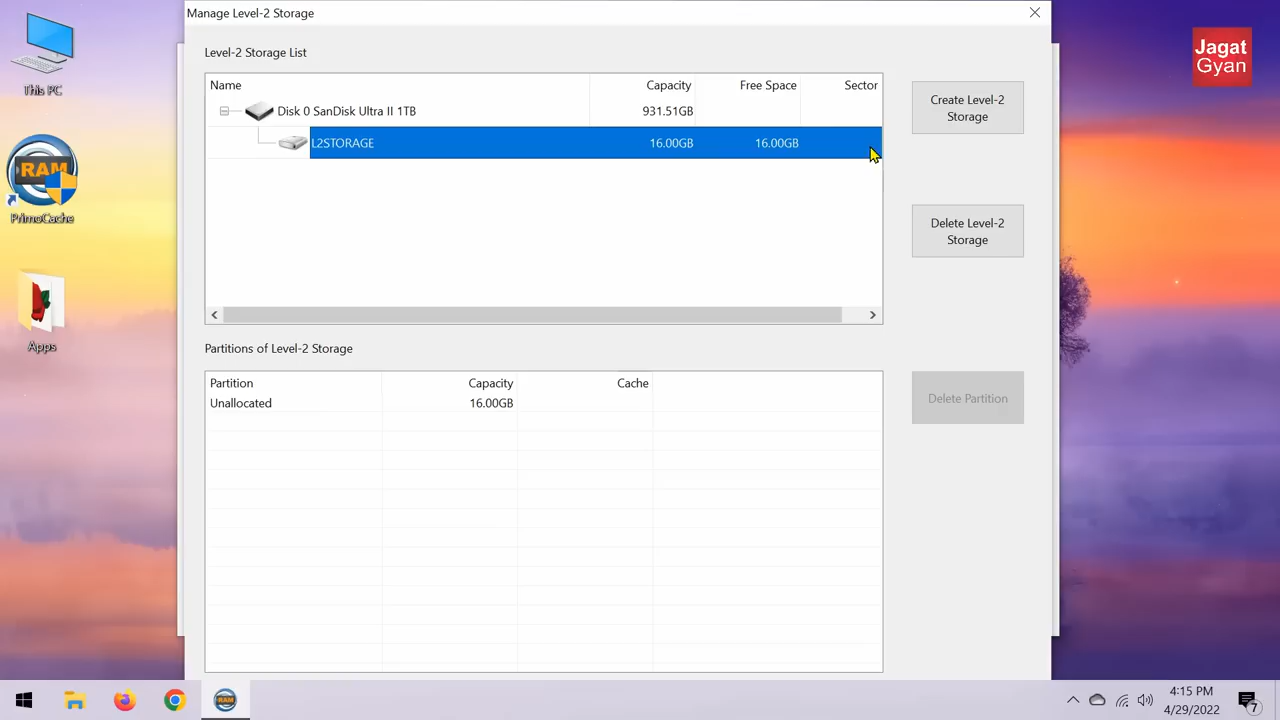 Manage Level-2 Storage
Jagat
Gyan
This PC
RAM
PrimoCache
Apps
Level-2 Storage List
Name Capacity Free Space Sector
Disk 0 SanDisk Ultra II 1TB 931.51GB
L2STORAGE 16.00GB 16.00GB
Create Level-2
Storage
Delete Level-2
Storage
Partitions of Level-2 Storage
Partition Capacity Cache
Unallocated 16.00GB
Delete Partition
RAM
4:15 PM
4/29/2022
7